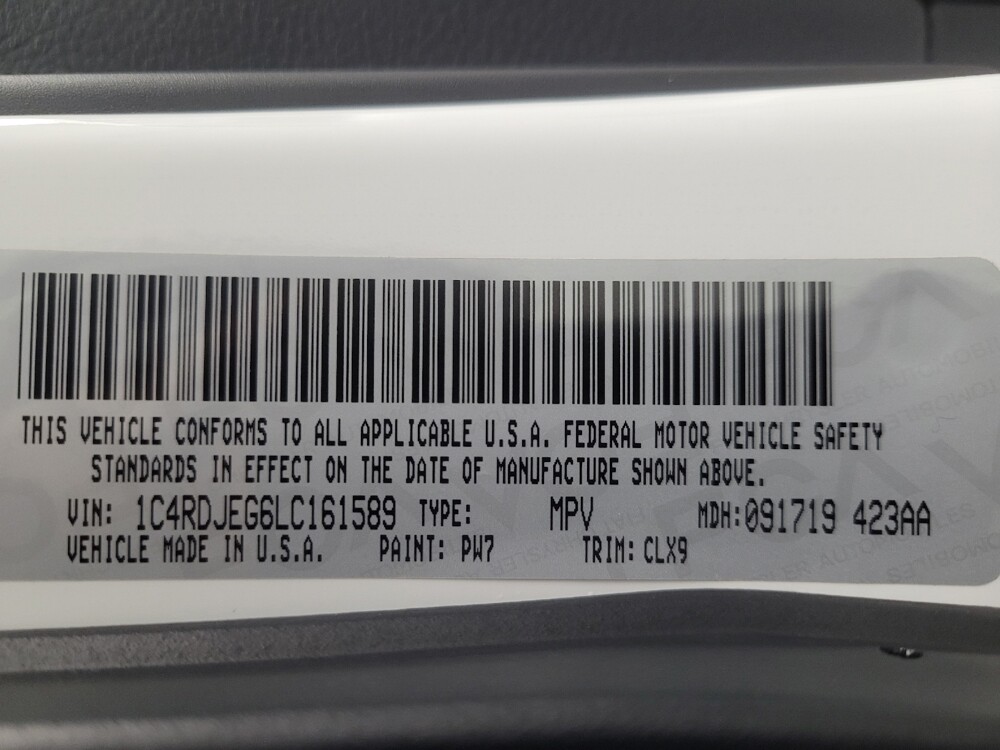 THIS VEHICLE CONFORMS TO ALL APPLICABLE U.S.A. FEDERAL MOTOR VEHICLE SAFETY
STANDARDS IN EFFECT ON THE DATE OF MANUFACTURE SHOWN ABOVE.
VIN: 1C4RDJEG6LC161589 TYPE: MPV MDH:091719 423AA
VEHICLE MADE IN U.S.A. PAINT: PW7 TRIM: CLX9